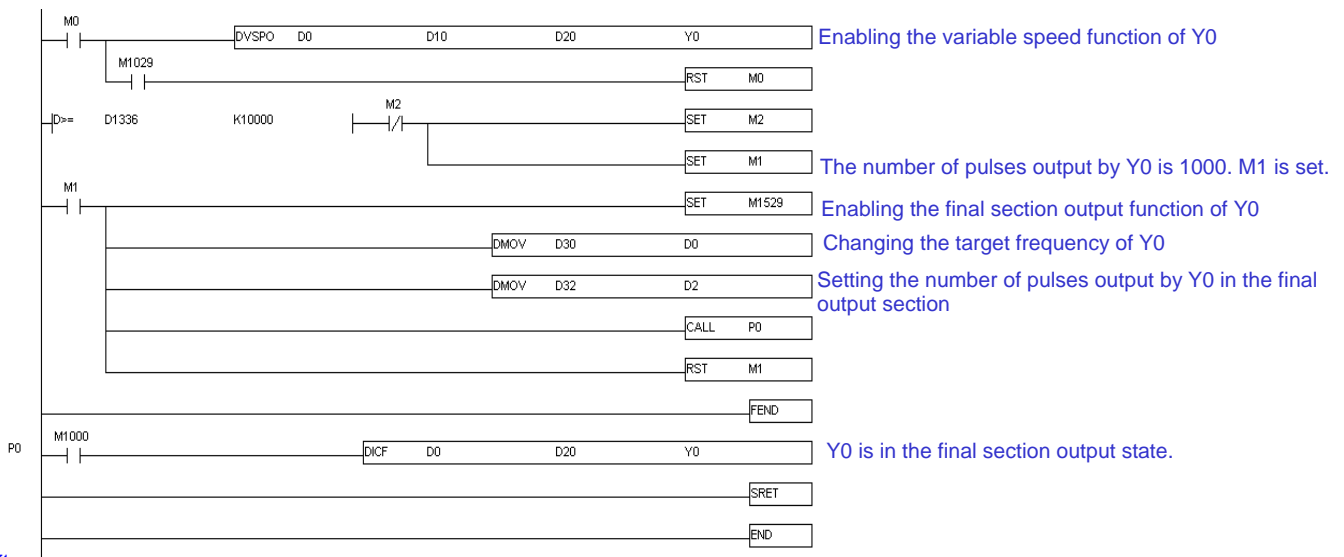 M0
DVSPO D0 D10 D20 Y0 Enabling the variable speed function of Y0
M1029
RST M0
D>= D1336 K10000 M2 SET M2
SET M1 The number of pulses output by Y0 is 1000. M1 is set.
M1
SET M1529 Enabling the final section output function of Y0
DMOV D30 D0 Changing the target frequency of Y0
DMOV D32 D2 Setting the number of pulses output by Y0 in the final
output section
CALL P0
RST M1
FEND
M1000
P0 DICF D0 D20 Y0 Y0 is in the final section output state.
SRET
END